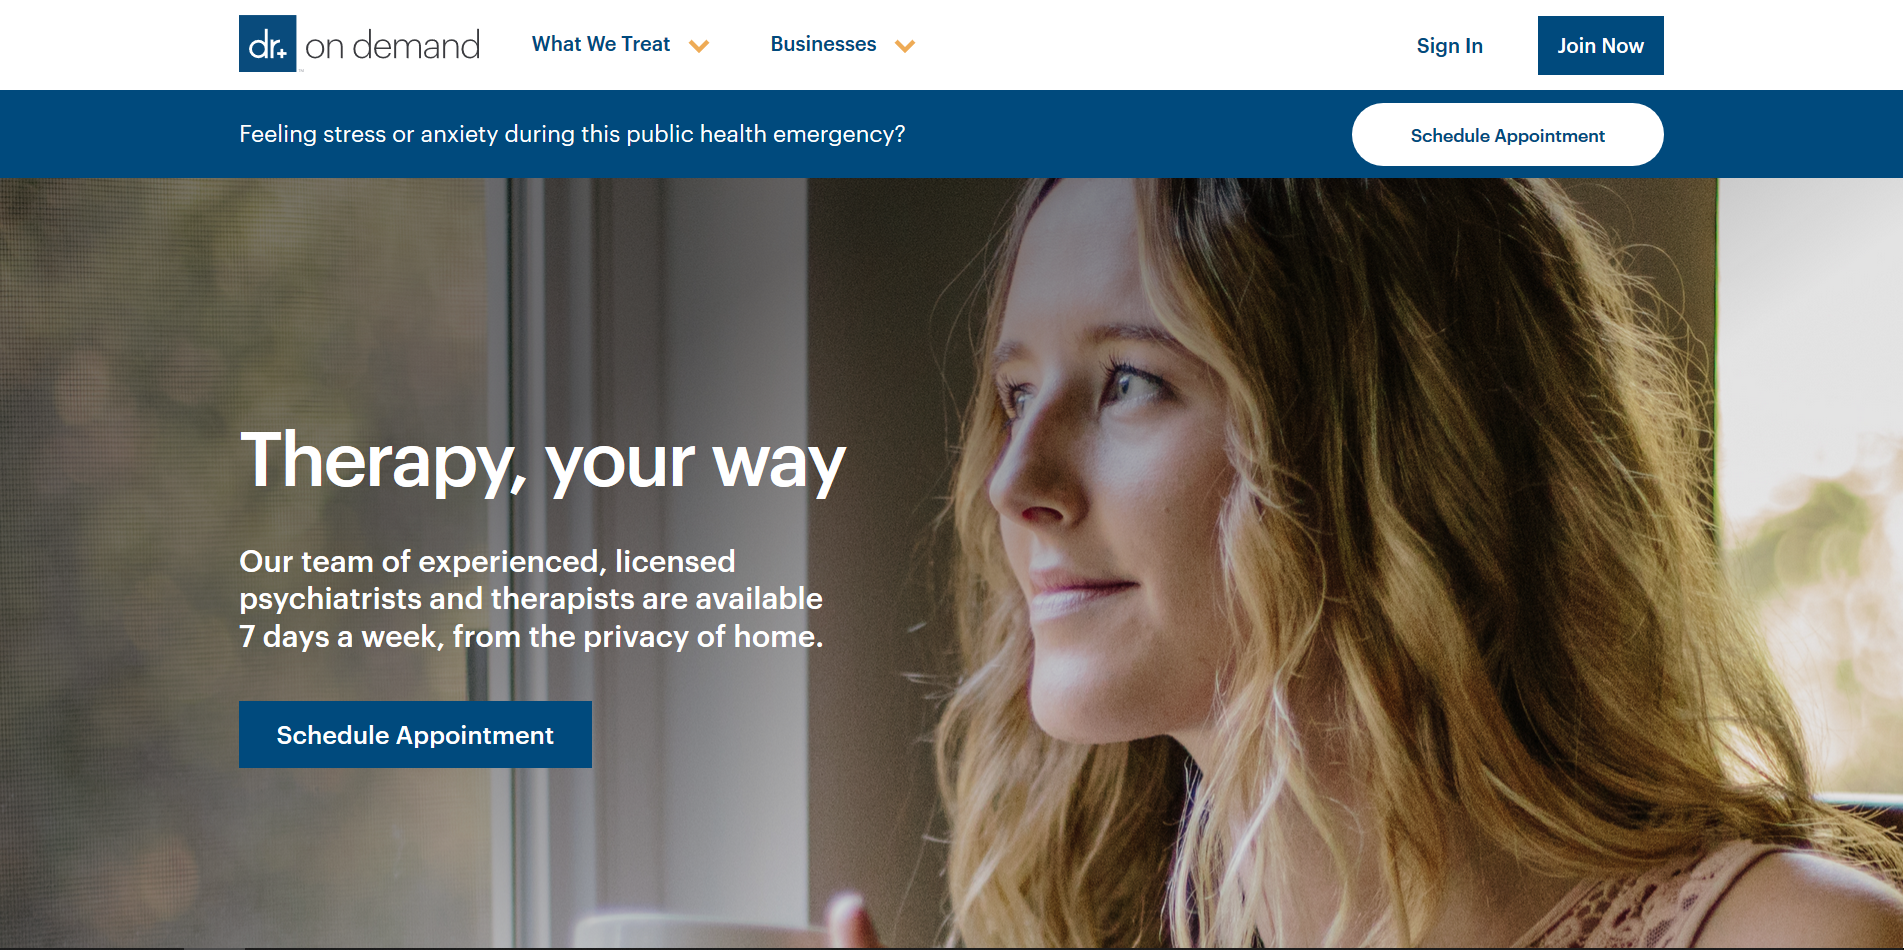 dr+ on demand
What We Treat
Businesses
Sign In
Join Now
Feeling stress or anxiety during this public health emergency?
Schedule Appointment
Therapy, your way
Our team of experienced, licensed
psychiatrists and therapists are available
7 days a week, from the privacy of home.
Schedule Appointment